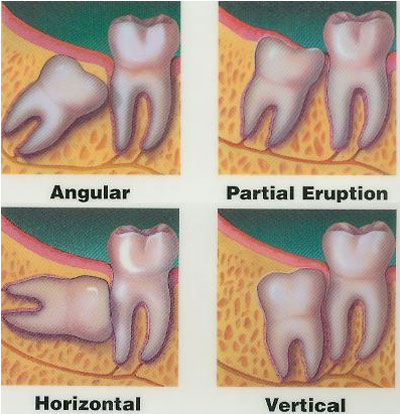 Angular
Partial Eruption
Horizontal
Vertical